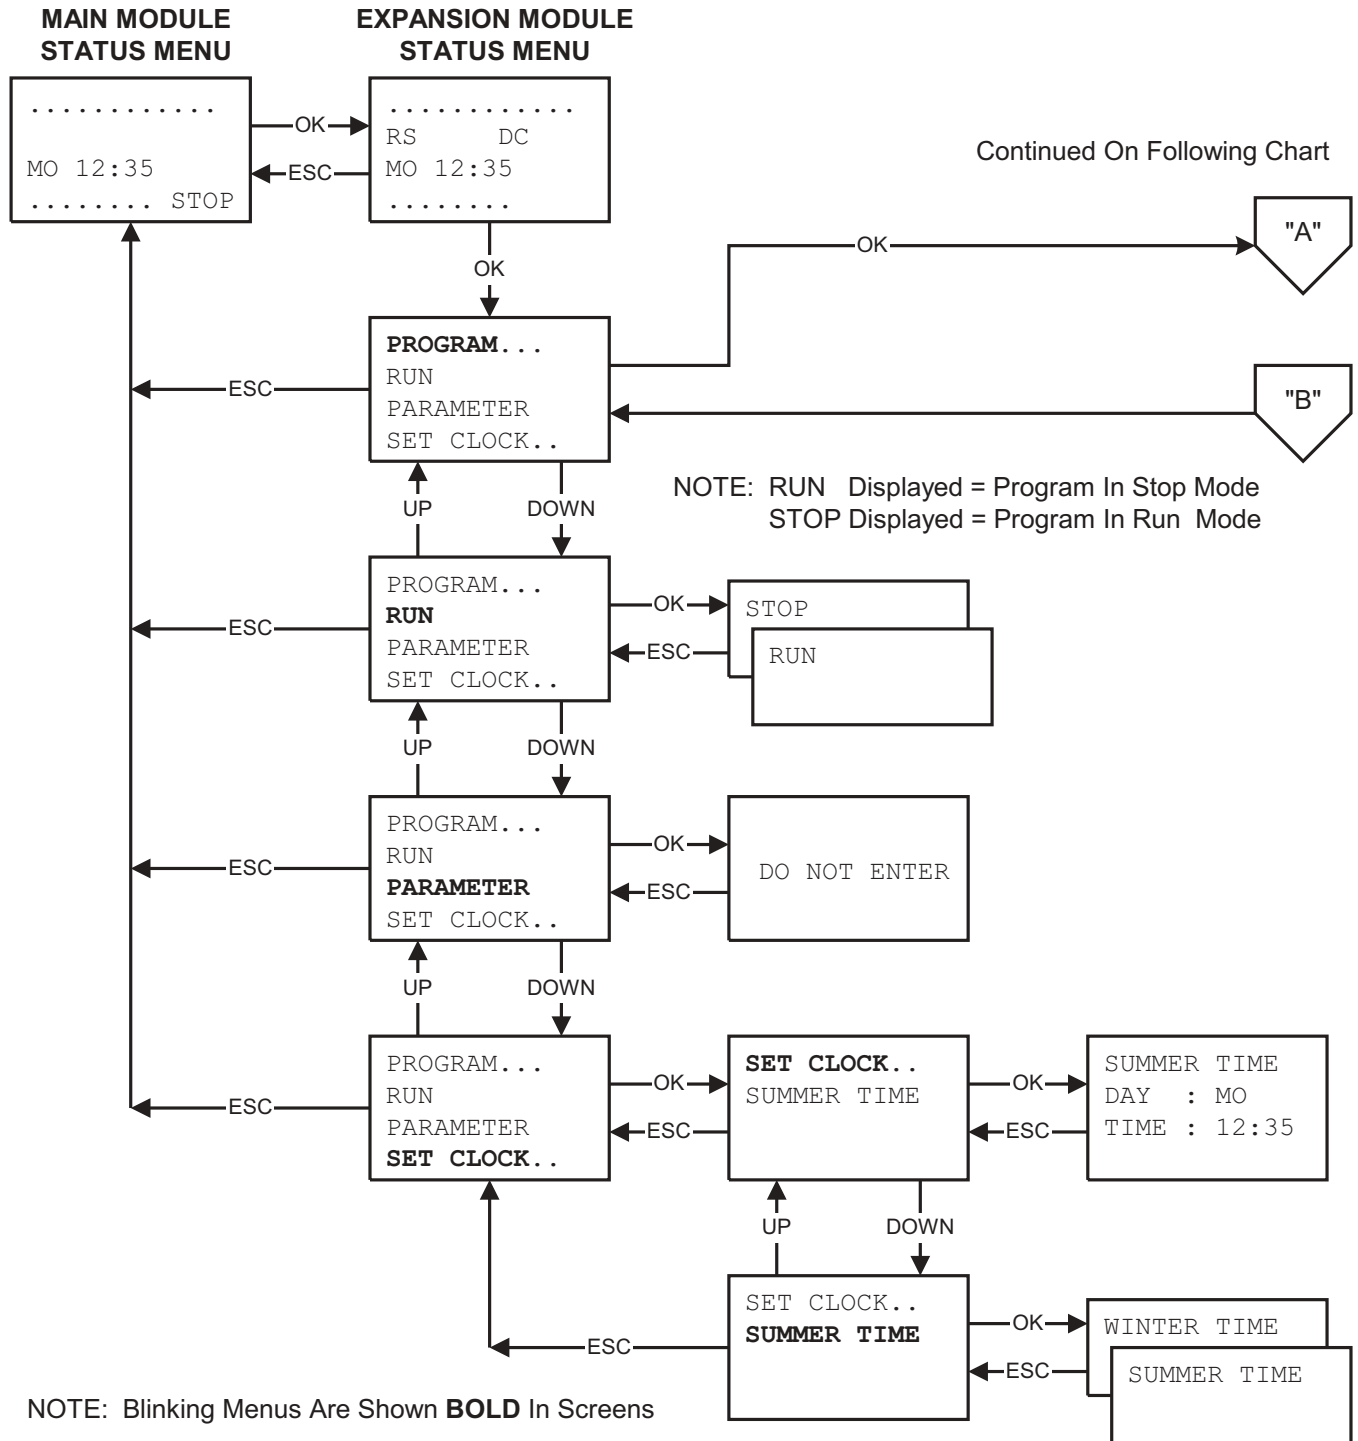 MAIN MODULE
STATUS MENU
EXPANSION MODULE
STATUS MENU
............
MO 12:35
........ STOP
OK
ESC
............
RS DC
MO 12:35
........
Continued On Following Chart
OK
"A"
OK
PROGRAM...
RUN
PARAMETER
SET CLOCK..
ESC
"B"
NOTE: RUN Displayed = Program In Stop Mode
STOP Displayed = Program In Run Mode
UP
DOWN
PROGRAM...
RUN
PARAMETER
SET CLOCK..
ESC
OK
ESC
STOP
RUN
UP
DOWN
PROGRAM...
RUN
PARAMETER
SET CLOCK..
ESC
OK
ESC
DO NOT ENTER
UP
DOWN
PROGRAM...
RUN
PARAMETER
SET CLOCK..
ESC
OK
ESC
SET CLOCK..
SUMMER TIME
OK
ESC
SUMMER TIME
DAY : MO
TIME : 12:35
UP
DOWN
SET CLOCK..
SUMMER TIME
ESC
OK
ESC
WINTER TIME
SUMMER TIME
NOTE: Blinking Menus Are Shown BOLD In Screens